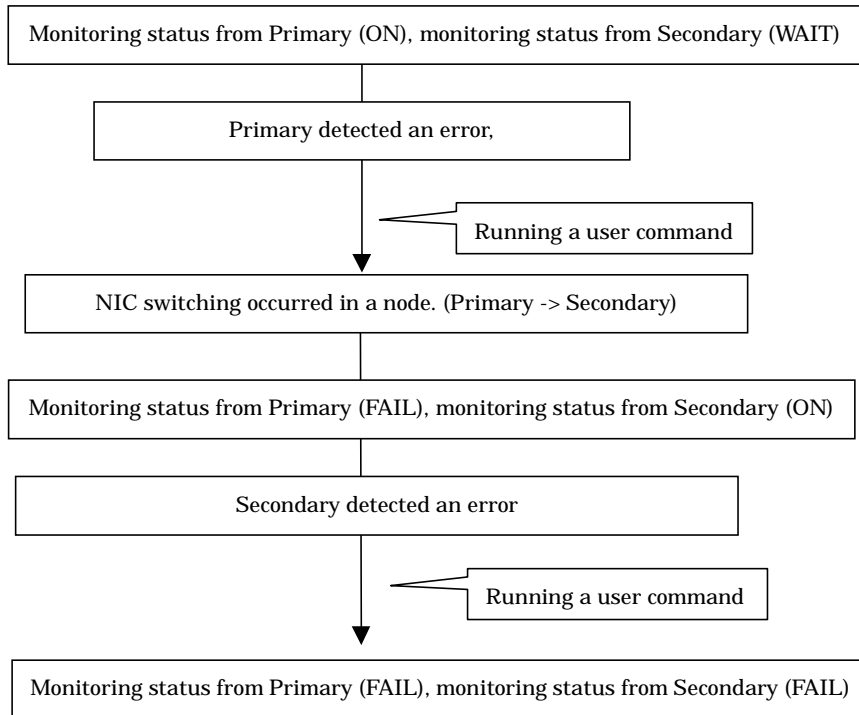 Monitoring status from Primary (ON), monitoring status from Secondary (WAIT)
Primary detected an error,
Running a user command
NIC switching occurred in a node. (Primary -> Secondary)
Monitoring status from Primary (FAIL), monitoring status from Secondary (ON)
Secondary detected an error
Running a user command
Monitoring status from Primary (FAIL), monitoring status from Secondary (FAIL)